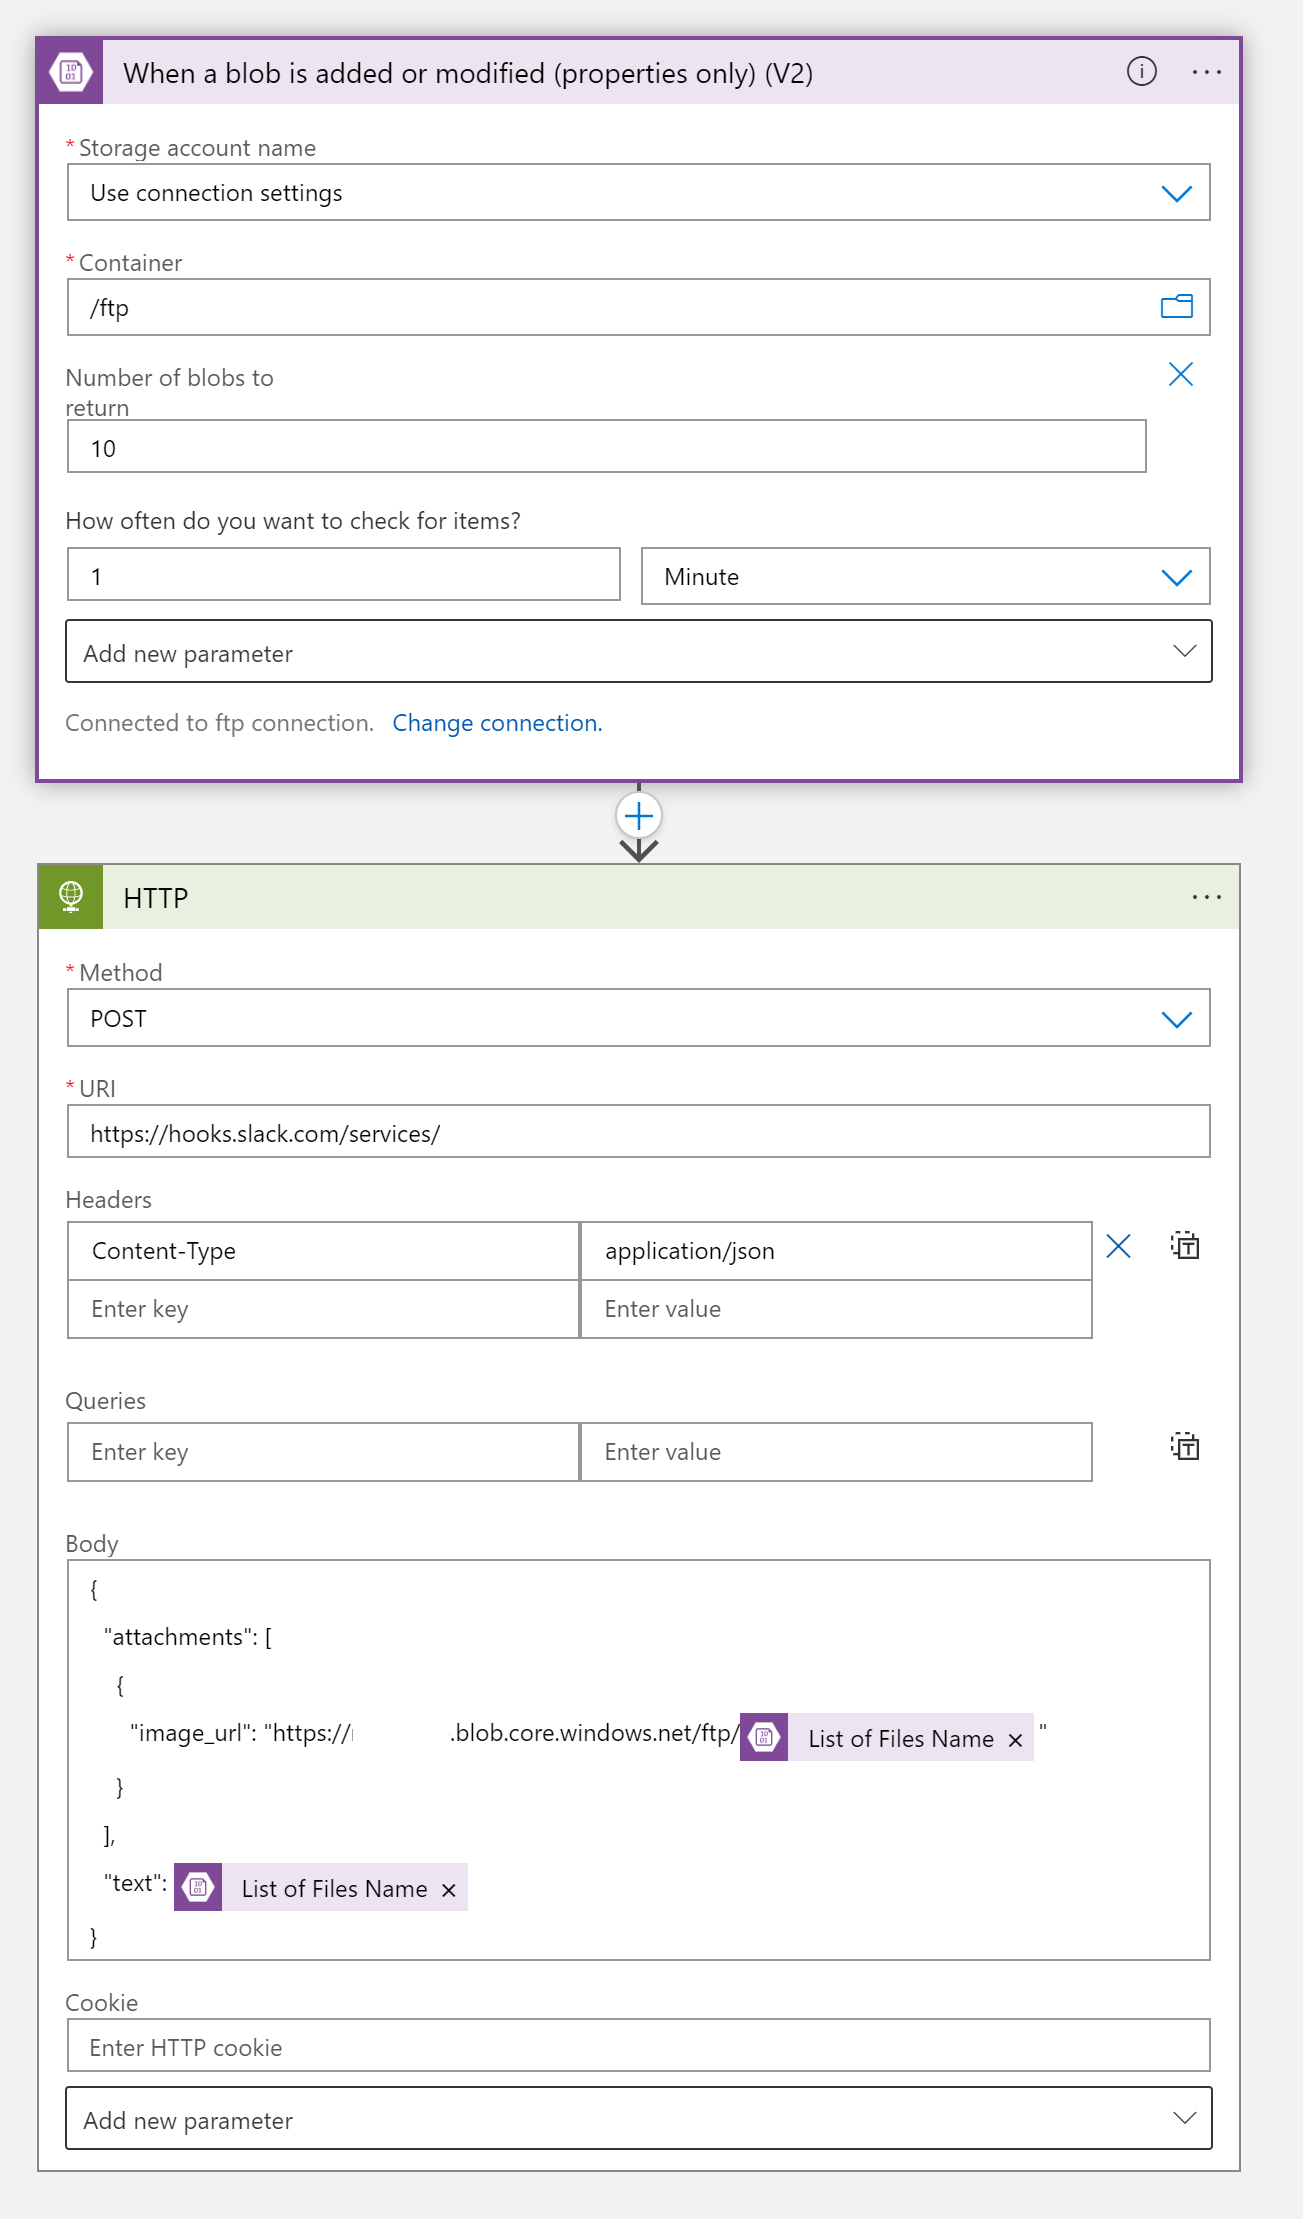 When a blob is added or modified (properties only) (V2)
* Storage account name
Use connection settings
* Container
/ftp
Number of blobs to
return
10
How often do you want to check for items?
1
Minute
Add new parameter
Connected to ftp connection. Change connection.
HTTP
* Method
POST
* URI
https://hooks.slack.com/services/
Headers
Content-Type application/json
Enter key Enter value
Queries
Enter key Enter value
Body
{
"attachments": [
{
"image_url": "https:// .blob.core.windows.net/ftp/ List of Files Name × "
}
],
"text": List of Files Name ×
}
Cookie
Enter HTTP cookie
Add new parameter